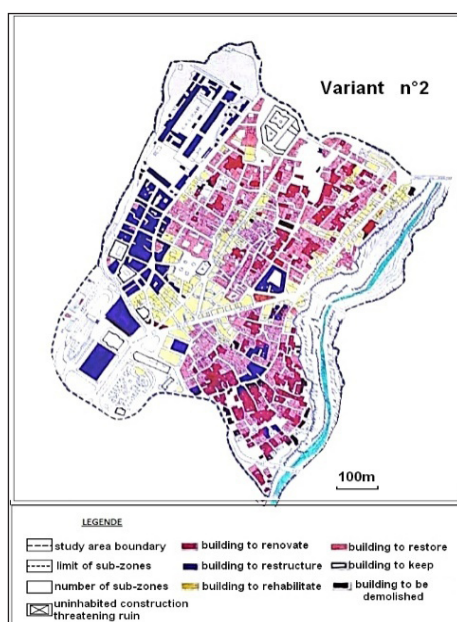 Variant n°2
100m
LEGENDE
study area boundary
limit of sub-zones
number of sub-zones
uninhabited construction
threatening ruin
building to renovate
building to restructure
building to rehabilitate
building to restore
building to keep
building to be
demolished